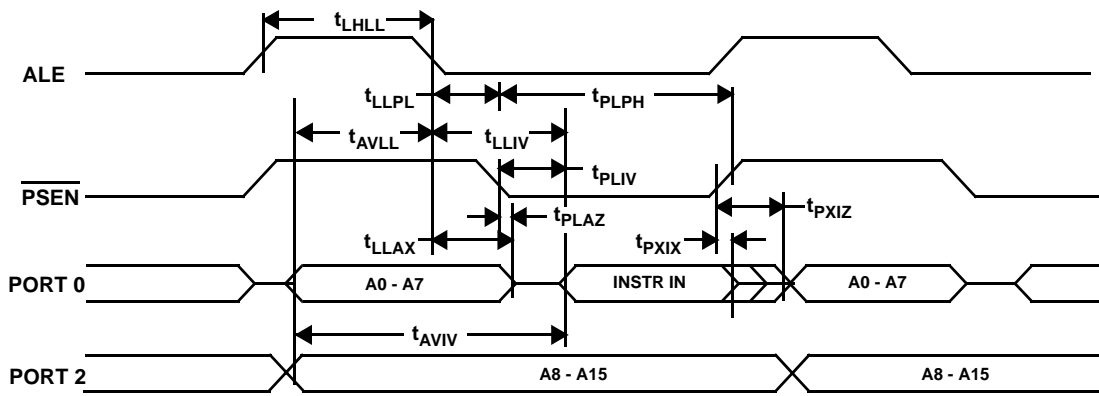 tLHLL
ALE
tLLPL tPLPH
tAVLL tLLIV
PSEN
tPLIV
tPLAZ
tPXIZ
tLLAX
tPXIX
PORT 0 A0 - A7 INSTR IN A0 - A7
tAVIV
PORT 2 A8 - A15 A8 - A15